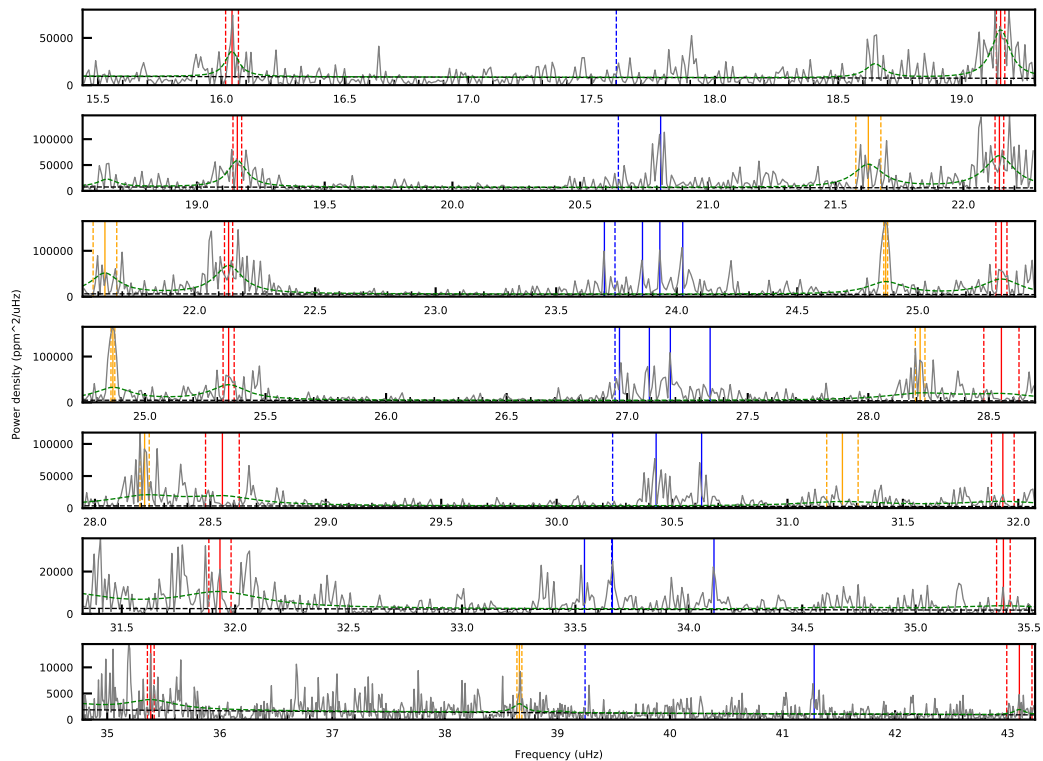 50000
0
15.5 16.0 16.5 17.0 17.5 18.0 18.5 19.0
100000
50000
0
19.0 19.5 20.0 20.5 21.0 21.5 22.0
100000
0
22.0 22.5 23.0 23.5 24.0 24.5 25.0
100000
0
25.0 25.5 26.0 26.5 27.0 27.5 28.0 28.5
100000
50000
0
28.0 28.5 29.0 29.5 30.0 30.5 31.0 31.5 32.0
20000
0
31.5 32.0 32.5 33.0 33.5 34.0 34.5 35.0 35.5
10000
5000
0
35 36 37 38 39 40 41 42 43
Power density (ppm^2/uHz)
Frequency (uHz)